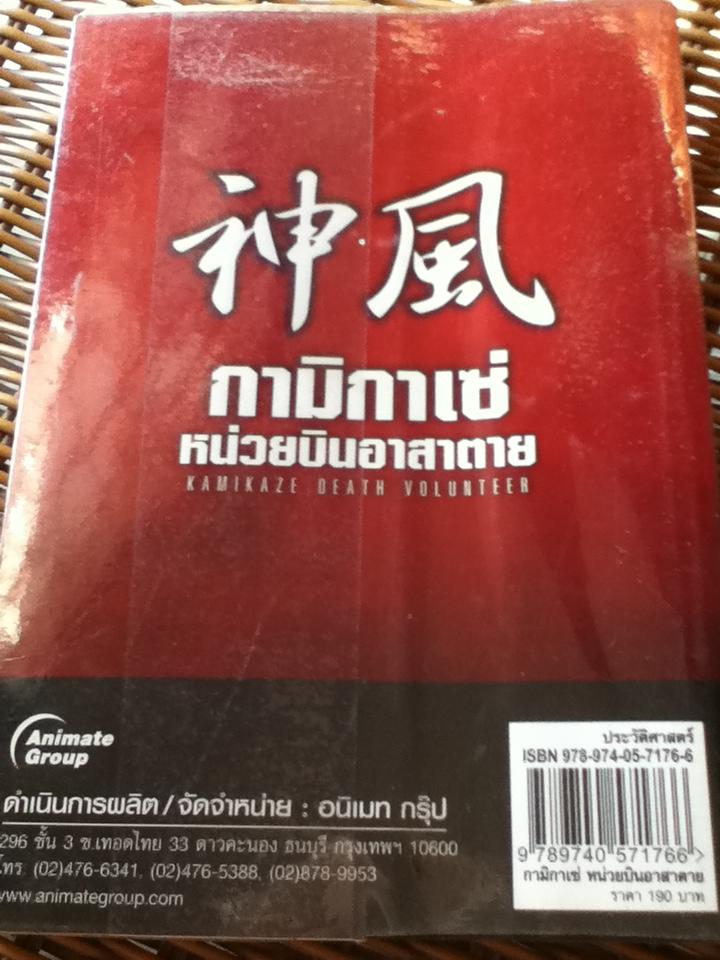 神風
กามิกาเซ่
หน่วยบินอาสาตาย
KAMIKAZE DEATH VOLUNTEER
Animate
Group
ดำเนินการผลิต / จัดจำหน่าย : อนิเมท กรุ๊ป
296 ชั้น 3 ซ.เทอดไทย 33 ดาวคะนอง ธนบุรี กรุงเทพฯ 10600
โทร. (02)476-6341, (02)476-5388, (02)878-9953
www.animategroup.com
ประวัติศาสตร์
ISBN 978-974-05-7176-6
9 789740 571766 >
กามิกาเซ่ หน่วยบินอาสาตาย
ราคา 190 บาท